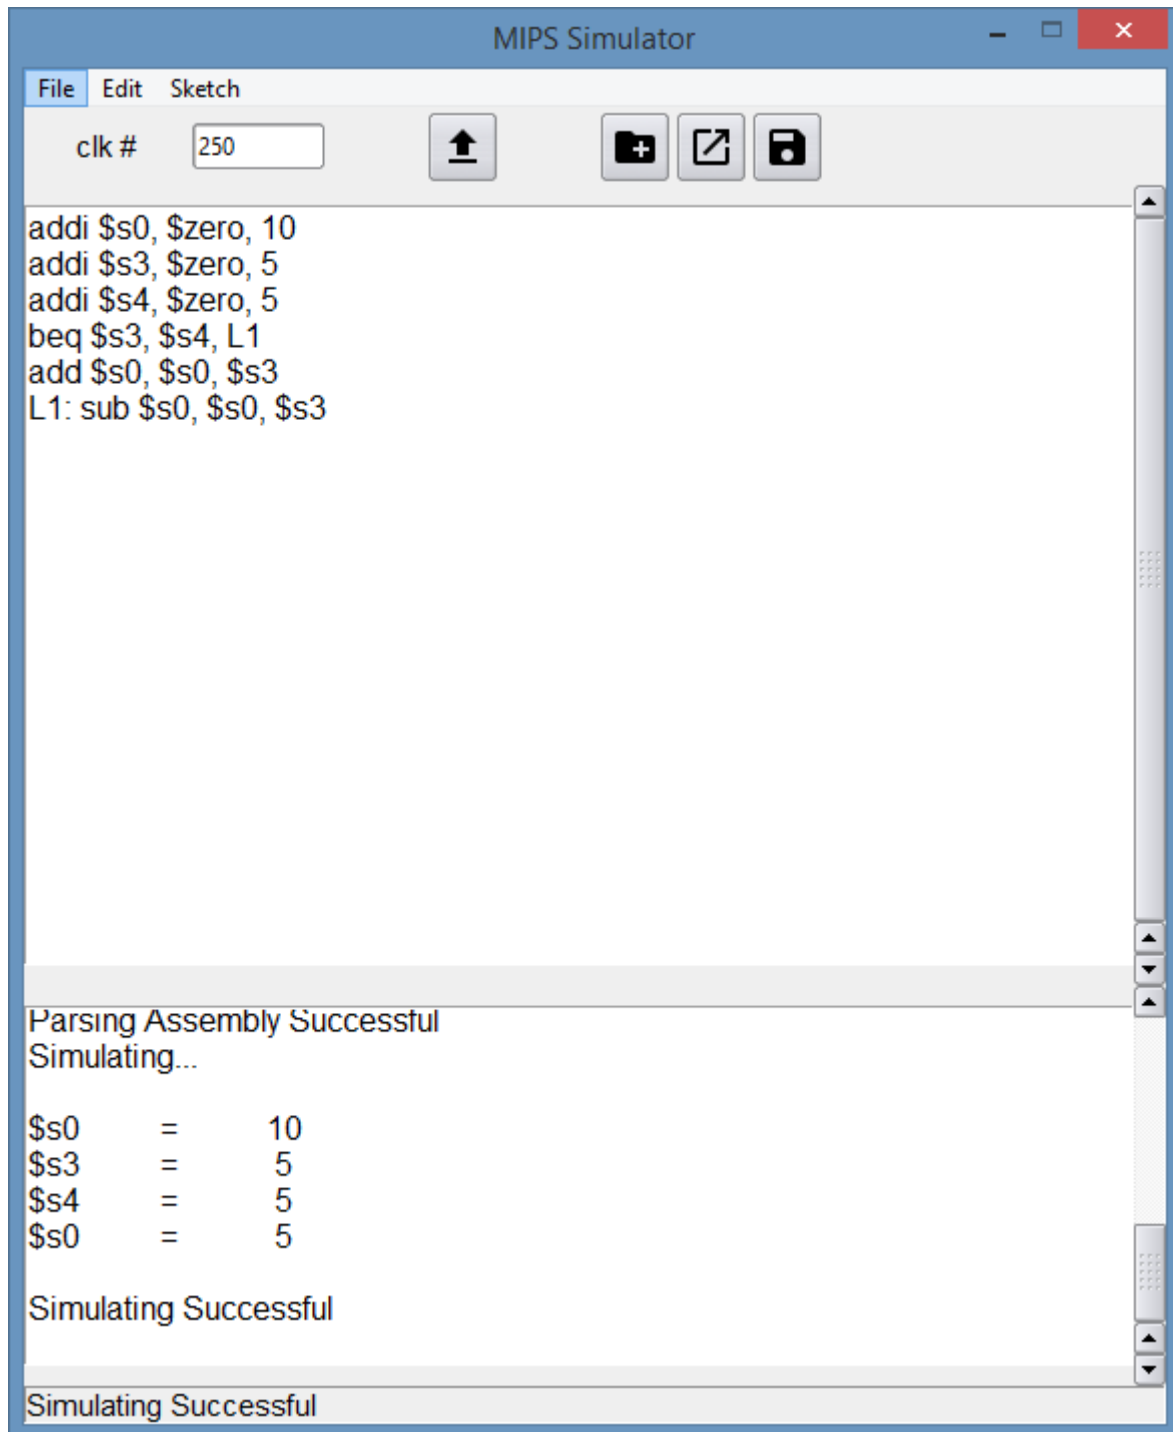 MIPS Simulator
File Edit Sketch
clk # 250
addi $s0, $zero, 10
addi $s3, $zero, 5
addi $s4, $zero, 5
beq $s3, $s4, L1
add $s0, $s0, $s3
L1: sub $s0, $s0, $s3
Parsing Assembly Successful
Simulating...
$s0 = 10
$s3 = 5
$s4 = 5
$s0 = 5
Simulating Successful
Simulating Successful